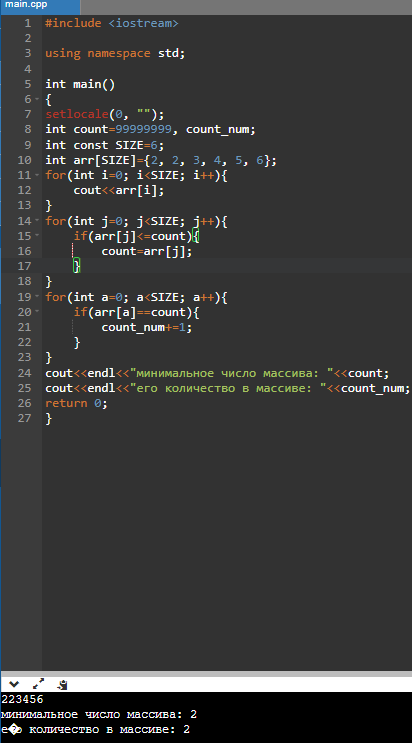 main.cpp
1 #include <iostream>
2
3 using namespace std;
4
5 int main()
6 {
7 setlocale(0, "");
8 int count=99999999, count_num;
9 int const SIZE=6;
10 int arr[SIZE]={2, 2, 3, 4, 5, 6};
11 for(int i=0; i<SIZE; i++){
12     cout<<arr[i];
13 }
14 for(int j=0; j<SIZE; j++){
15     if(arr[j]<=count){
16         count=arr[j];
17     }
18 }
19 for(int a=0; a<SIZE; a++){
20     if(arr[a]==count){
21         count_num+=1;
22     }
23 }
24 cout<<endl<<"минимальное число массива: "<<count;
25 cout<<endl<<"его количество в массиве: "<<count_num;
26 return 0;
27 }
223456
минимальное число массива: 2
е�о количество в массиве: 2